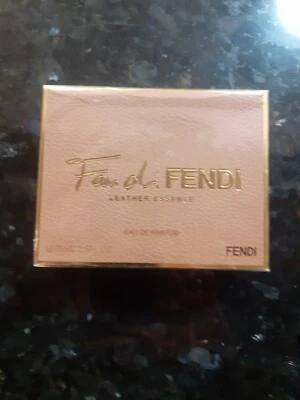 Fan di FENDI
LEATHER ESSENCE
EAU DE PARFUM
FENDI